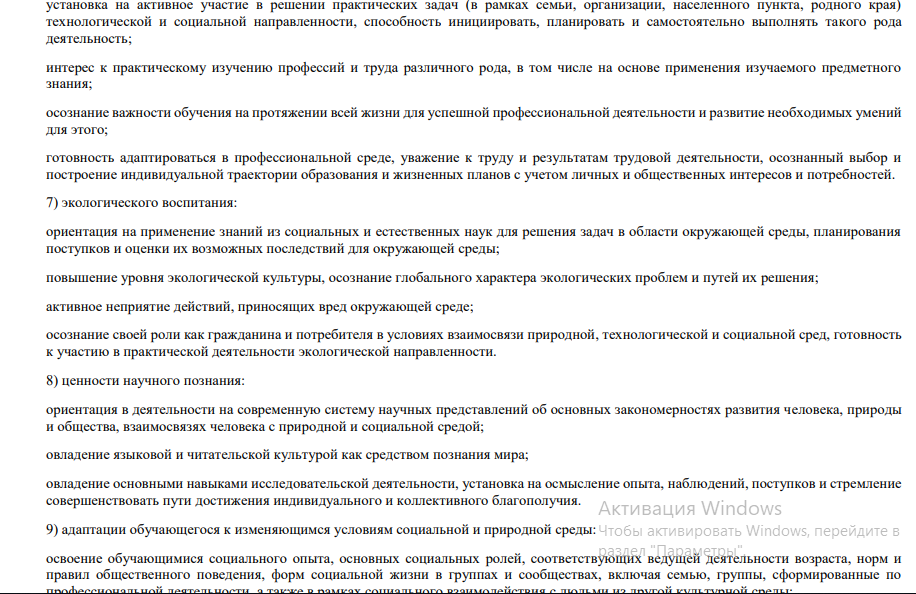 установка на активное участие в решении практических задач (в рамках семьи, организации, населенного пункта, родного края)
технологической и социальной направленности, способность инициировать, планировать и самостоятельно выполнять такого рода
деятельность;
интерес к практическому изучению профессий и труда различного рода, в том числе на основе применения изучаемого предметного
знания;
осознание важности обучения на протяжении всей жизни для успешной профессиональной деятельности и развитие необходимых умений
для этого;
готовность адаптироваться в профессиональной среде, уважение к труду и результатам трудовой деятельности, осознанный выбор и
построение индивидуальной траектории образования и жизненных планов с учетом личных и общественных интересов и потребностей.
7) экологического воспитания:
ориентация на применение знаний из социальных и естественных наук для решения задач в области окружающей среды, планирования
поступков и оценки их возможных последствий для окружающей среды;
повышение уровня экологической культуры, осознание глобального характера экологических проблем и путей их решения;
активное неприятие действий, приносящих вред окружающей среде;
осознание своей роли как гражданина и потребителя в условиях взаимосвязи природной, технологической и социальной сред, готовность
к участию в практической деятельности экологической направленности.
8) ценности научного познания:
ориентация в деятельности на современную систему научных представлений об основных закономерностях развития человека, природы
и общества, взаимосвязях человека с природной и социальной средой;
овладение языковой и читательской культурой как средством познания мира;
овладение основными навыками исследовательской деятельности, установка на осмысление опыта, наблюдений, поступков и стремление
совершенствовать пути достижения индивидуального и коллективного благополучия.
Активация Windows
9) адаптации обучающегося к изменяющимся условиям социальной и природной среды:
Чтобы активировать Windows, перейдите в
раздел "Параметры".
освоение обучающимися социального опыта, основных социальных ролей, соответствующих ведущей деятельности возраста, норм и
правил общественного поведения, форм социальной жизни в группах и сообществах, включая семью, группы, сформированные по
профессиональной деятельности, а также в рамках социального взаимодействия с людьми из другой культурной среды;